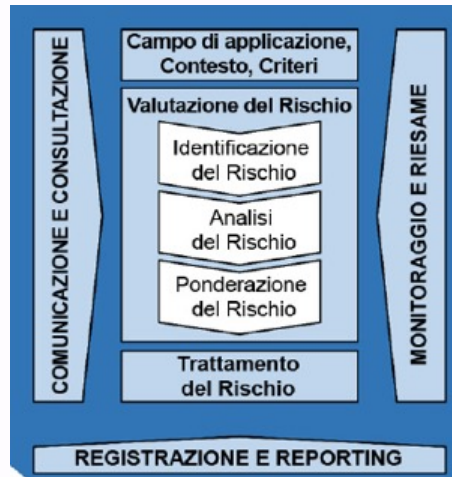 COMUNICAZIONE E CONSULTAZIONE
Campo di applicazione,
Contesto, Criteri
Valutazione del Rischio
Identificazione
del Rischio
Analisi
del Rischio
Ponderazione
del Rischio
Trattamento
del Rischio
MONITORAGGIO E RIESAME
REGISTRAZIONE E REPORTING